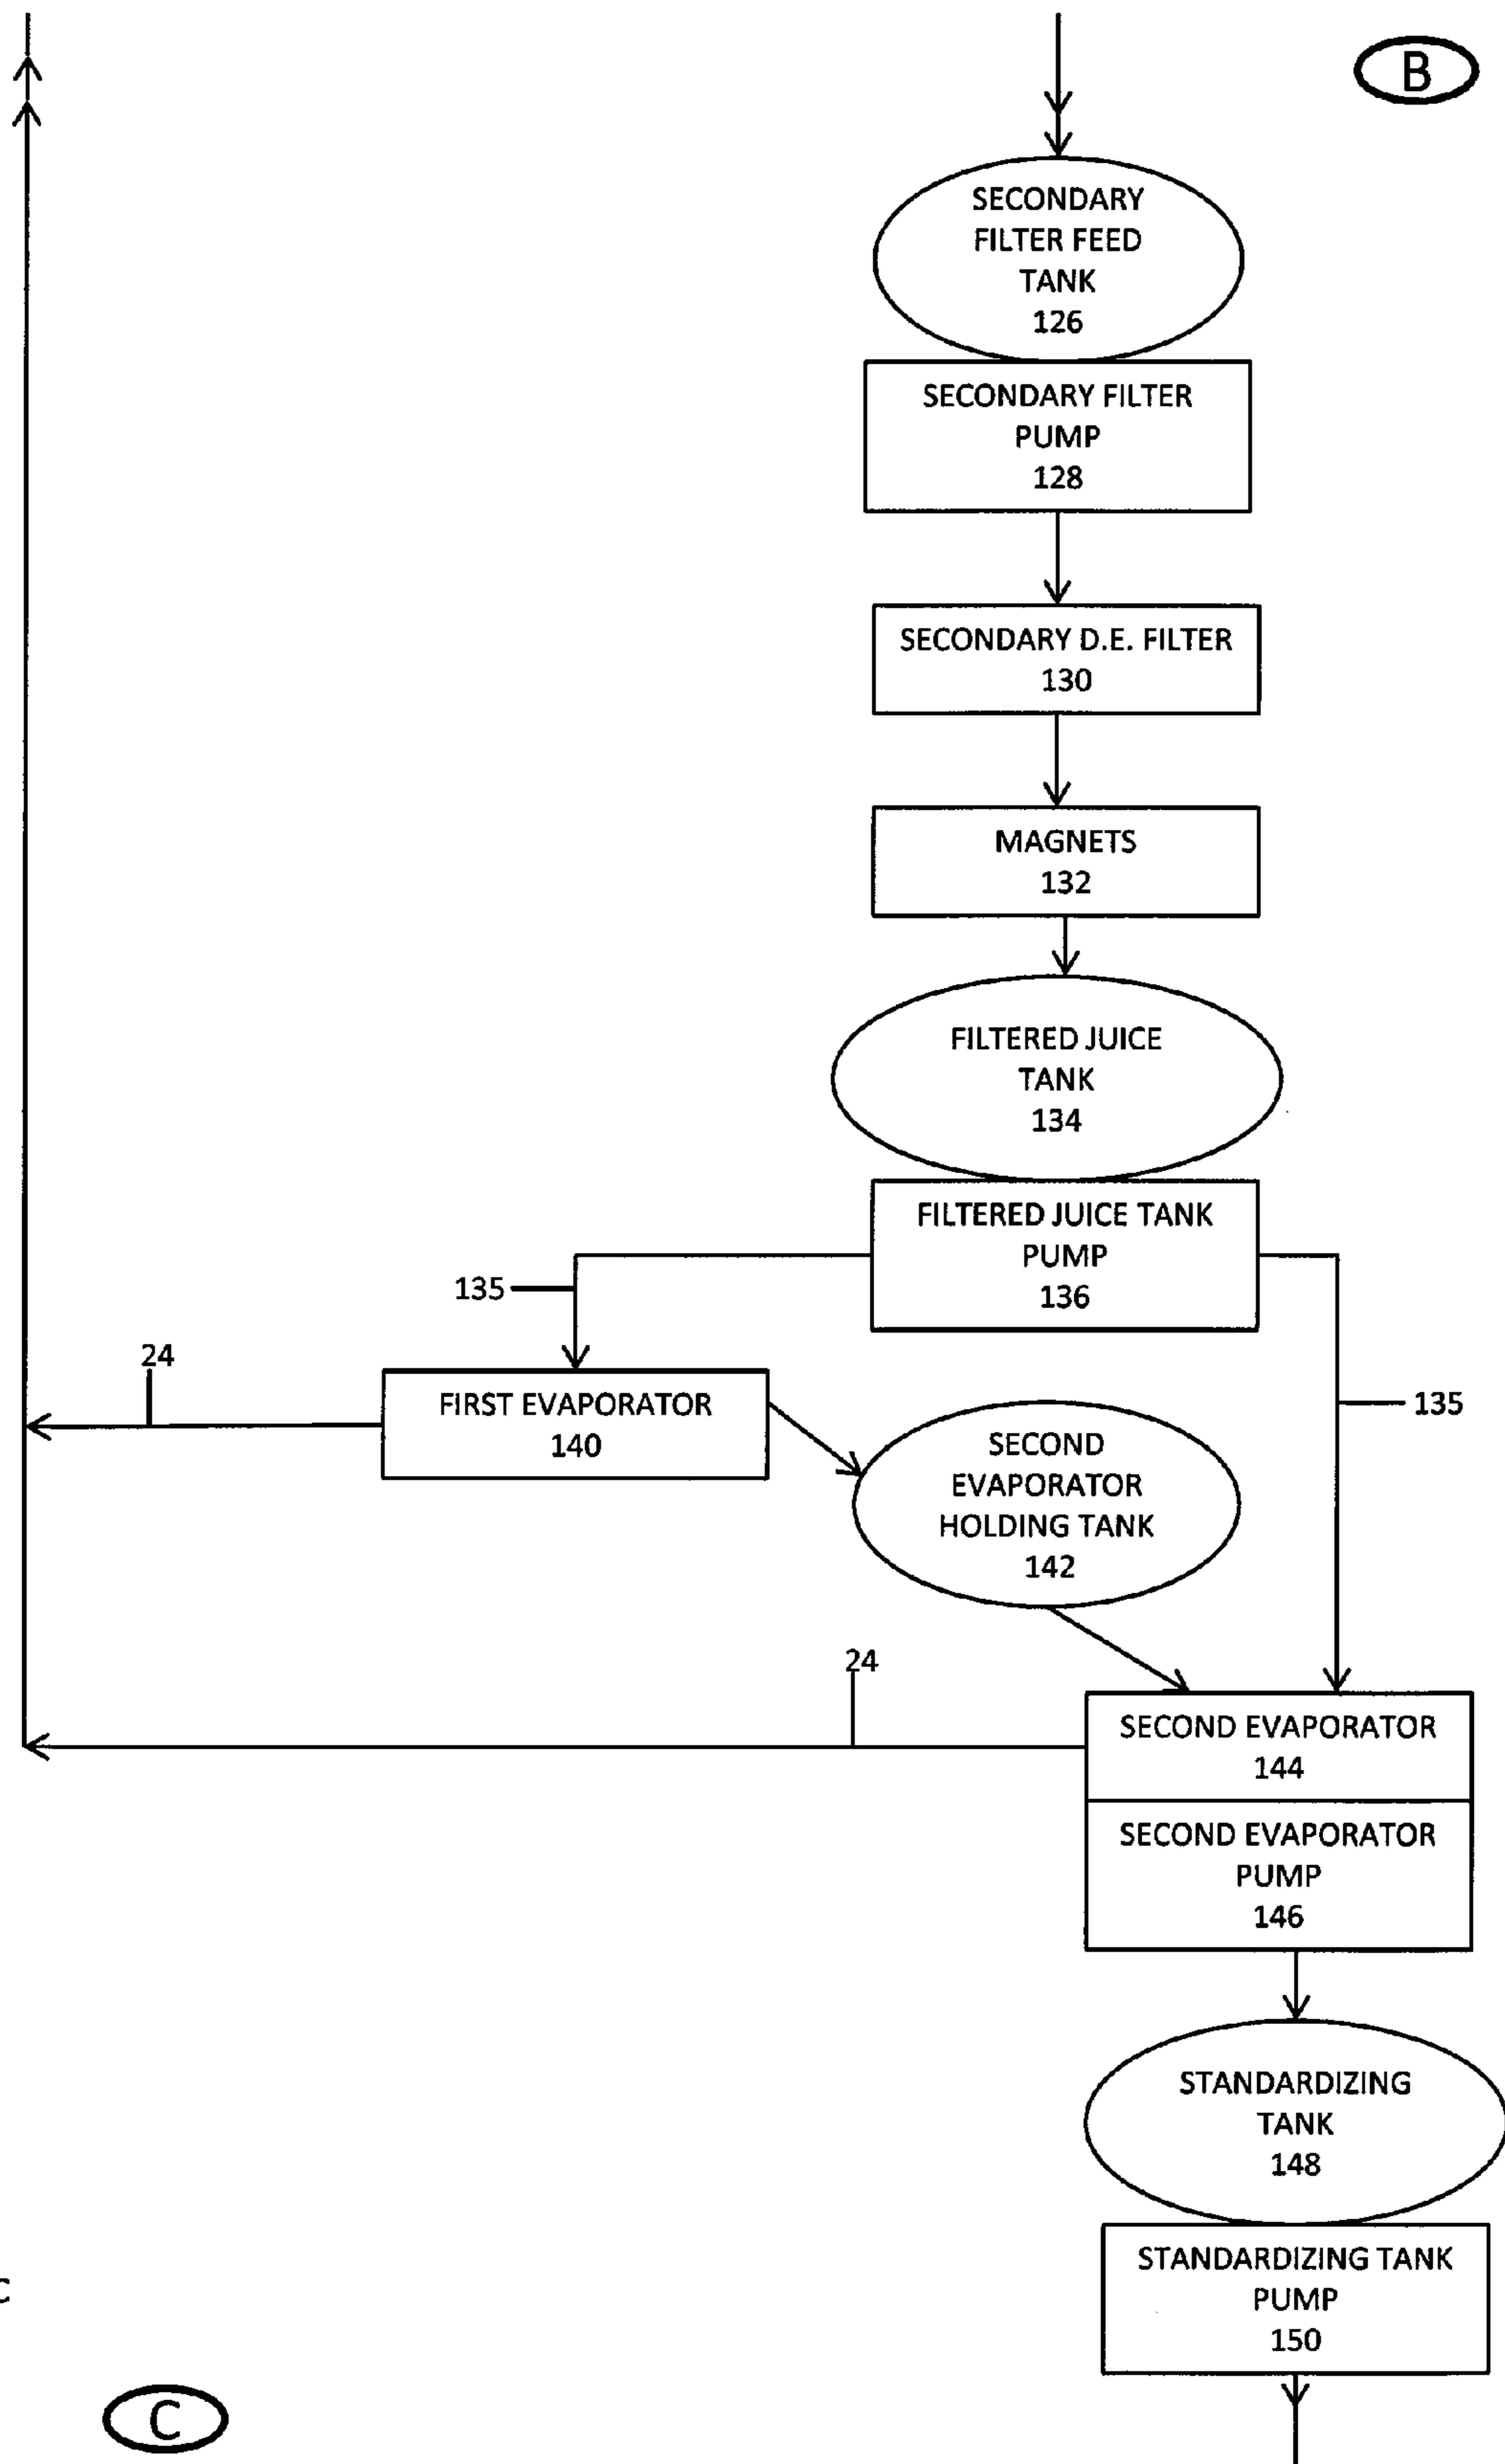 B
SECONDARY
FILTER FEED
TANK
126
SECONDARY FILTER
PUMP
128
SECONDARY D.E. FILTER
130
MAGNETS
132
FILTERED JUICE
TANK
134
FILTERED JUICE TANK
PUMP
136
135
24
FIRST EVAPORATOR
140
135
SECOND
EVAPORATOR
HOLDING TANK
142
24
SECOND EVAPORATOR
144
SECOND EVAPORATOR
PUMP
146
STANDARDIZING
TANK
148
STANDARDIZING TANK
PUMP
150
C
C